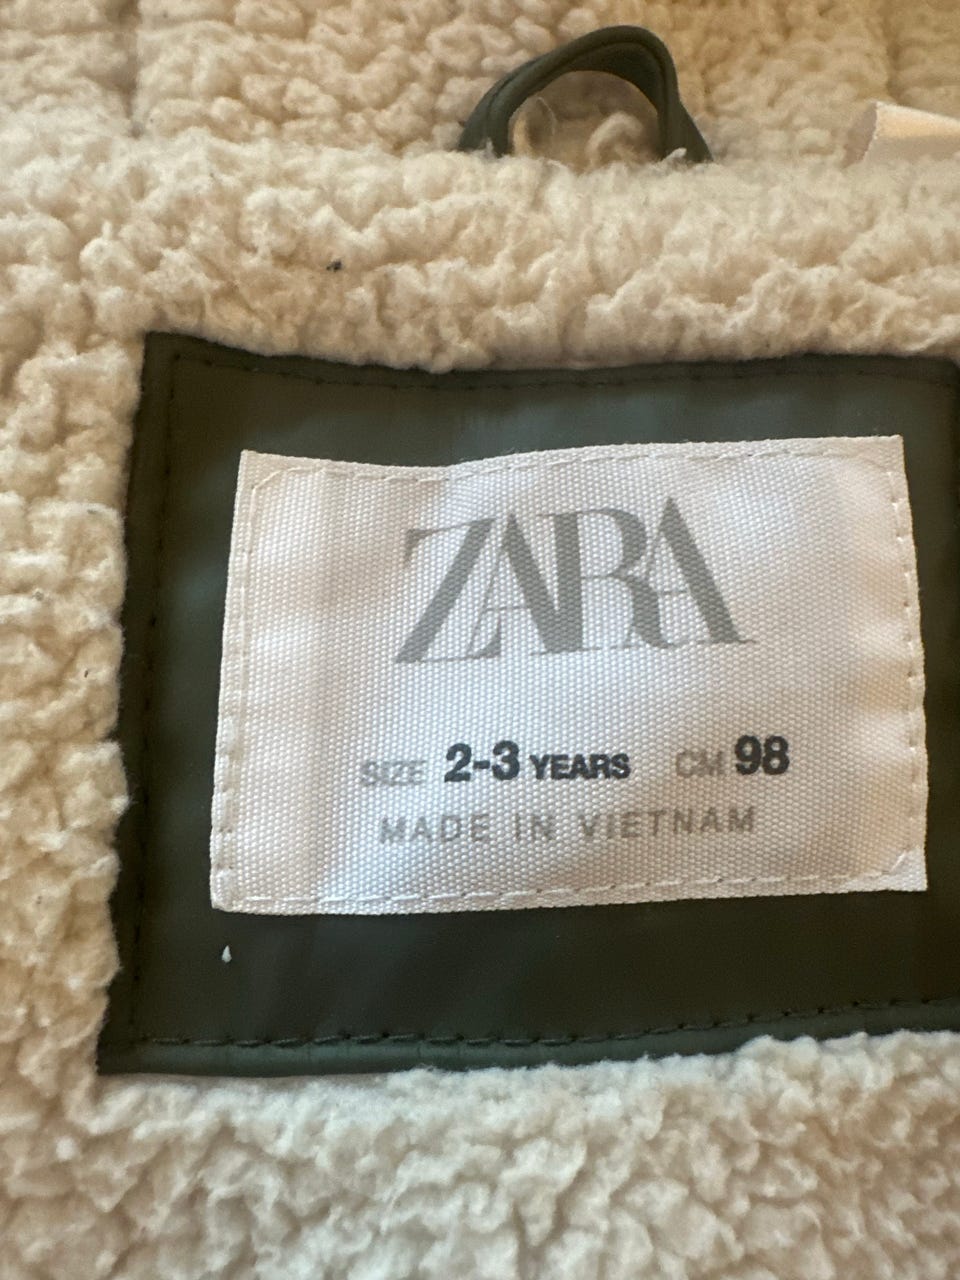 ZARA
SIZE 2-3 YEARS CM 98
MADE IN VIETNAM